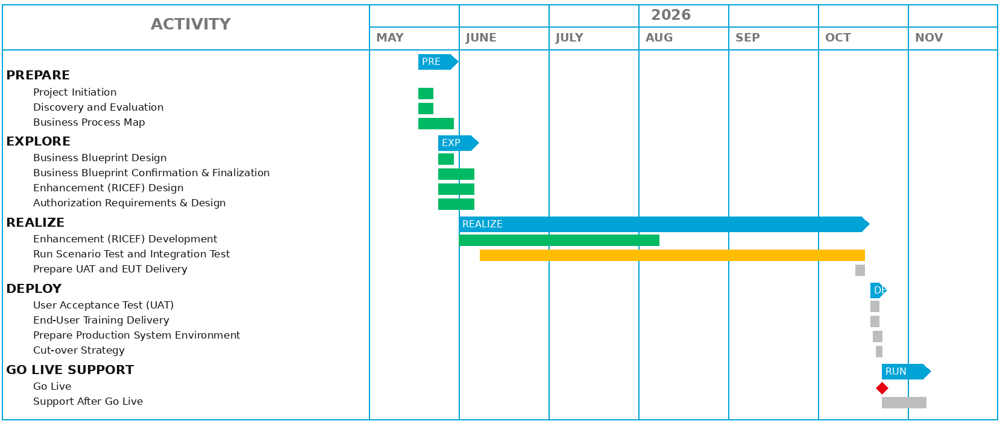 ACTIVITY
2026
MAY
JUNE
JULY
AUG
SEP
OCT
NOV
PRE
PREPARE
Project Initiation
Discovery and Evaluation
Business Process Map
EXPLORE
EXP
Business Blueprint Design
Business Blueprint Confirmation & Finalization
Enhancement (RICEF) Design
Authorization Requirements & Design
REALIZE
REALIZE
Enhancement (RICEF) Development
Run Scenario Test and Integration Test
Prepare UAT and EUT Delivery
DEPLOY
DE
User Acceptance Test (UAT)
End-User Training Delivery
Prepare Production System Environment
Cut-over Strategy
GO LIVE SUPPORT
RUN
Go Live
Support After Go Live